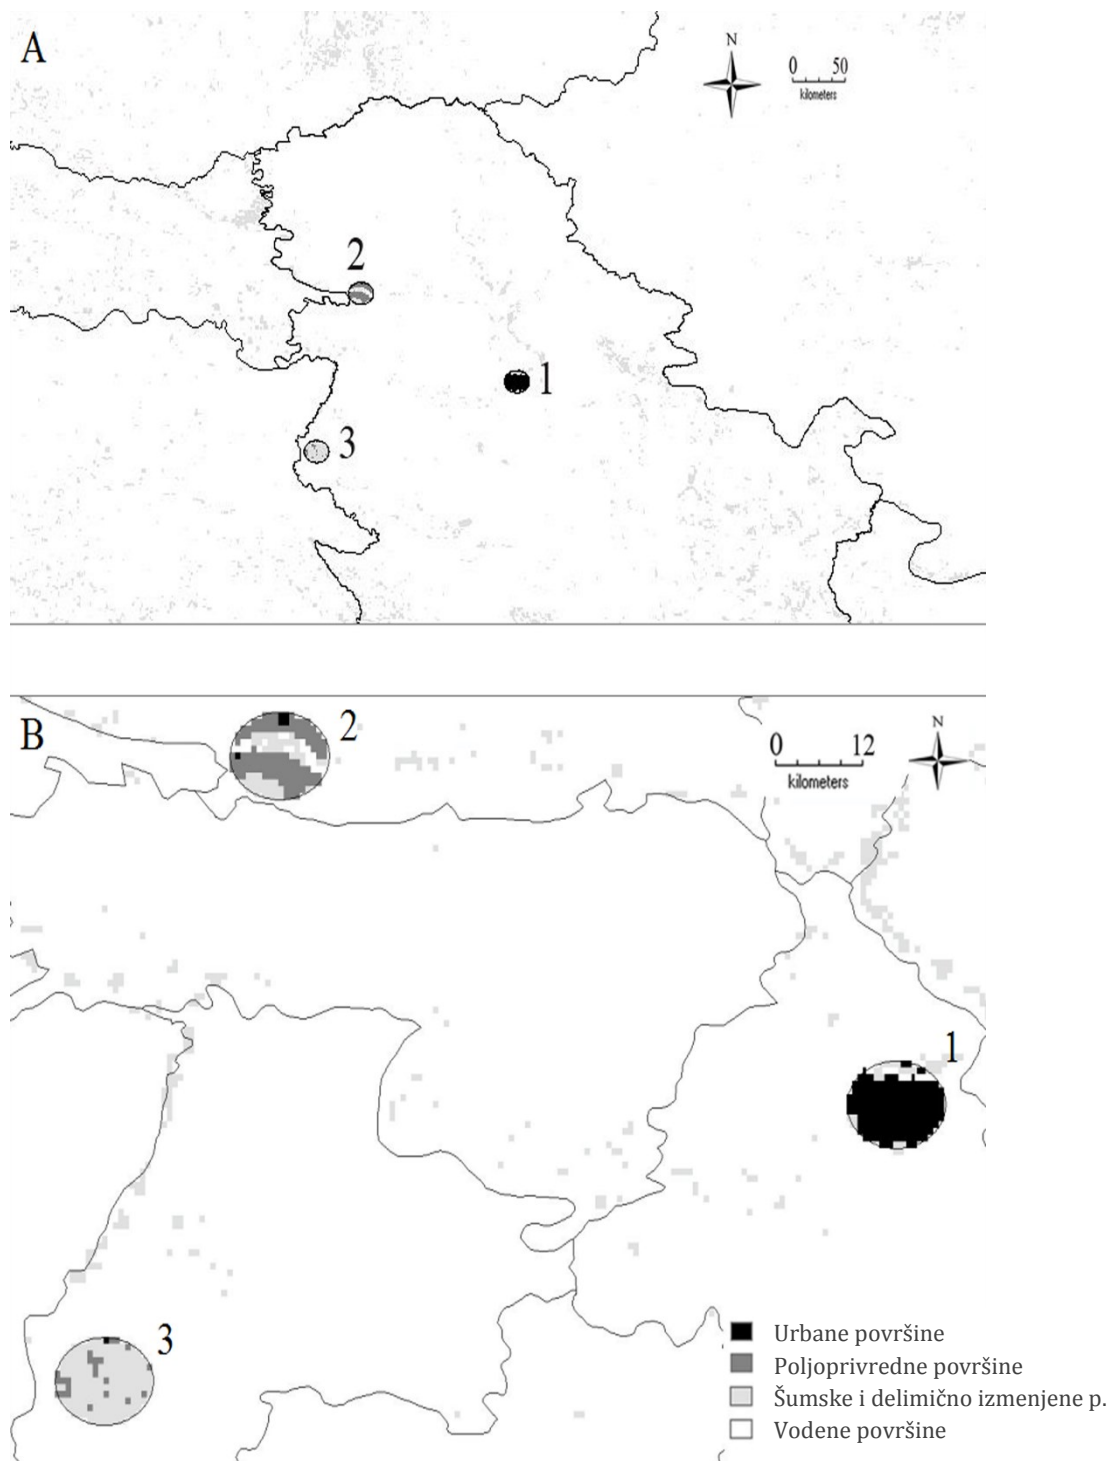 A
N
0 50
kilometers
2
1
3
B
2
N
0 12
kilometers
1
3
Urbane površine
Poljoprivredne površine
Šumske i delimično izmenjene p.
Vodene površine